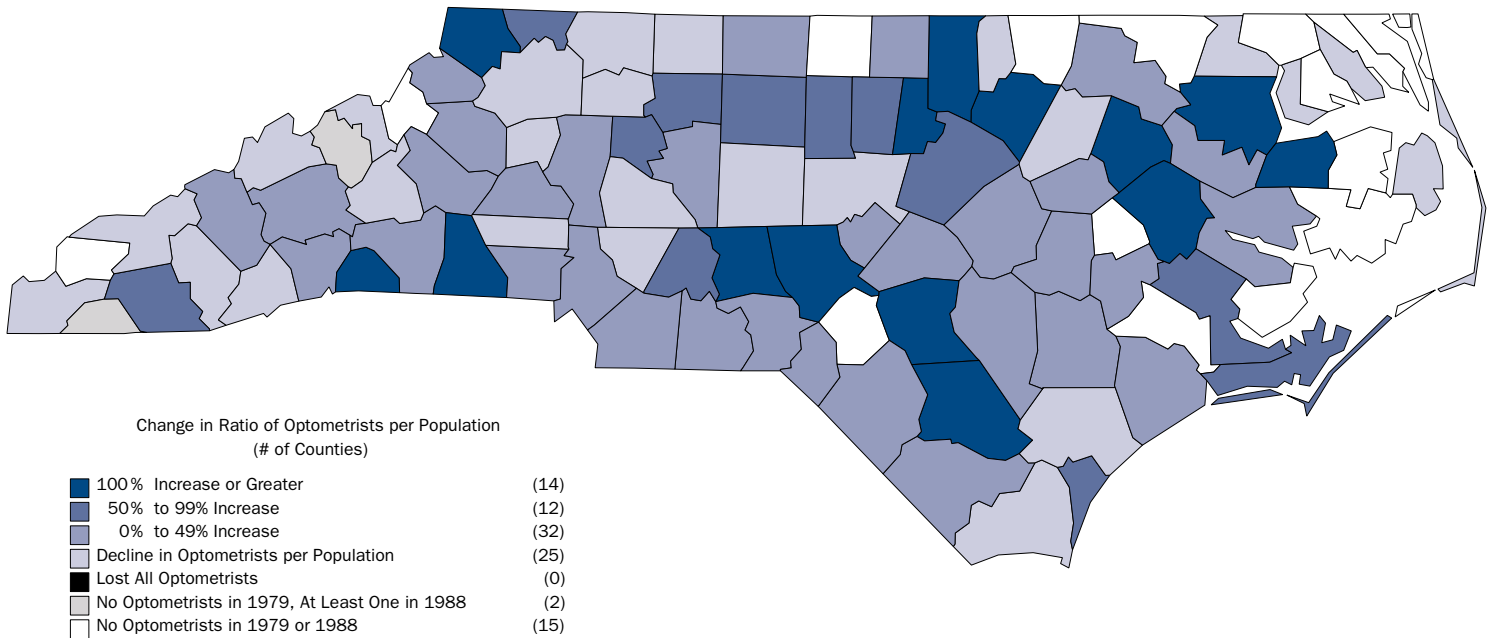 Change in Ratio of Optometrists per Population
(# of Counties)
100% Increase or Greater (14)
50% to 99% Increase (12)
0% to 49% Increase (32)
Decline in Optometrists per Population (25)
Lost All Optometrists (0)
No Optometrists in 1979, At Least One in 1988 (2)
No Optometrists in 1979 or 1988 (15)